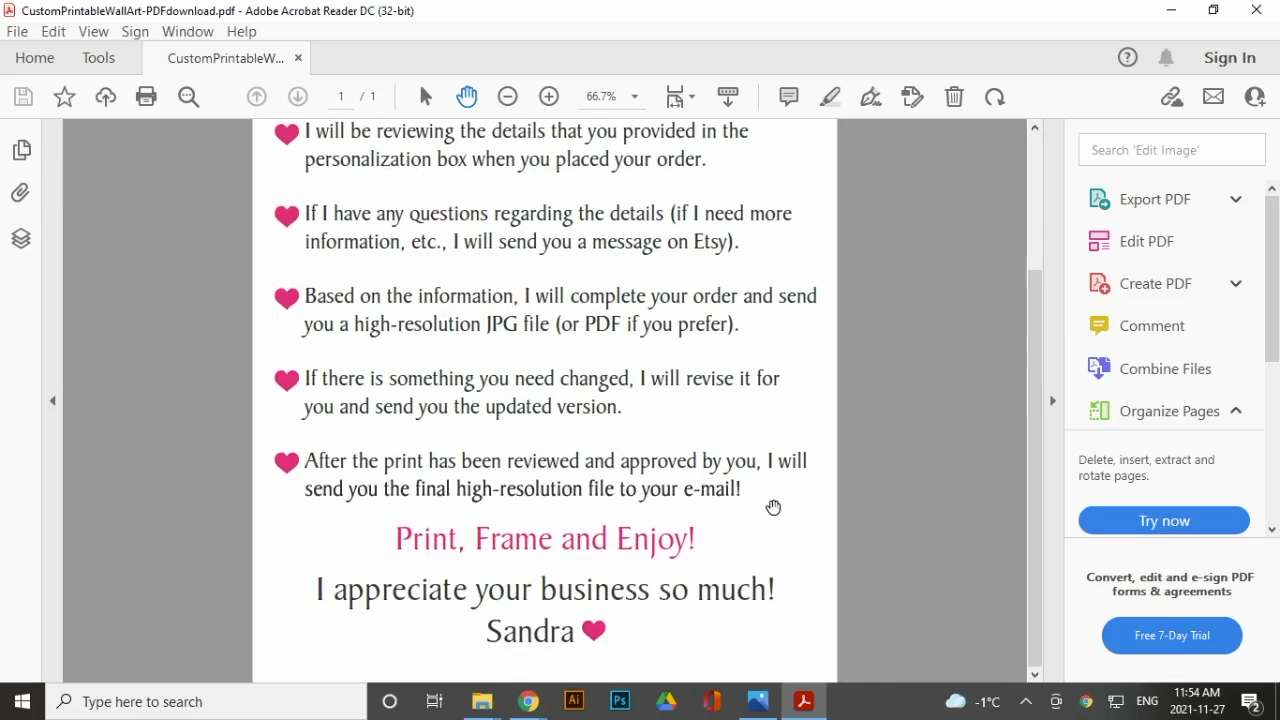 CustomPrintableWallArt-PDFdownload.pdf - Adobe Acrobat Reader DC (32-bit)
File Edit View Sign Window Help
Home Tools CustomPrintableW... × Sign In
1 / 1 66.7%
I will be reviewing the details that you provided in the
personalization box when you placed your order.
If I have any questions regarding the details (if I need more
information, etc., I will send you a message on Etsy).
Based on the information, I will complete your order and send
you a high-resolution JPG file (or PDF if you prefer).
If there is something you need changed, I will revise it for
you and send you the updated version.
After the print has been reviewed and approved by you, I will
send you the final high-resolution file to your e-mail!
Print, Frame and Enjoy!
I appreciate your business so much!
Sandra
Search 'Edit Image'
Export PDF
Edit PDF
Create PDF
Comment
Combine Files
Organize Pages
Delete, insert, extract and
rotate pages.
Try now
Convert, edit and e-sign PDF
forms & agreements
Free 7-Day Trial
Type here to search
Ai
Ps
-1°C
ENG
11:54 AM
2021-11-27
2